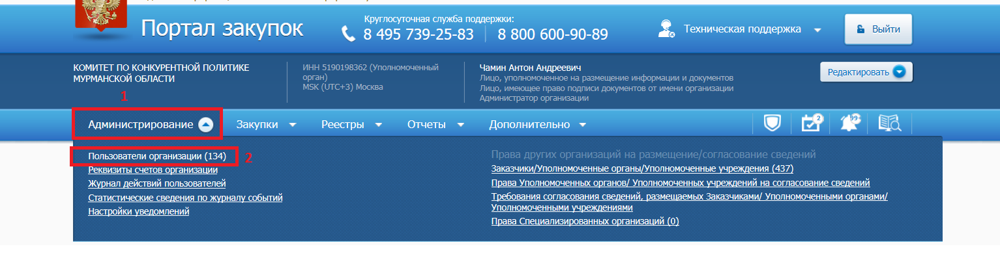 Портал закупок
Круглосуточная служба поддержки:
8 495 739-25-83
8 800 600-90-89
Техническая поддержка
Выйти
КОМИТЕТ ПО КОНКУРЕНТНОЙ ПОЛИТИКЕ
МУРМАНСКОЙ ОБЛАСТИ
ИНН 5190198362 (Уполномоченный
орган)
MSK (UTC+3) Москва
Чамин Антон Андреевич
Лицо, уполномоченное на размещение информации и документов
Лицо, имеющее право подписи документов от имени организации
Администратор организации
Редактировать
1
Администрирование
Закупки
Реестры
Отчеты
Дополнительно
2
99+
Пользователи организации (134)
2
Реквизиты счетов организации
Журнал действий пользователей
Статистические сведения по журналу событий
Настройки уведомлений
Права других организаций на размещение/согласование сведений
Заказчики/Уполномоченные органы/Уполномоченные учреждения (437)
Права Уполномоченных органов/ Уполномоченных учреждений на согласование сведений
Требования согласования сведений, размещаемых Заказчиками/ Уполномоченными органами/
Уполномоченными учреждениями
Права Специализированных организаций (0)